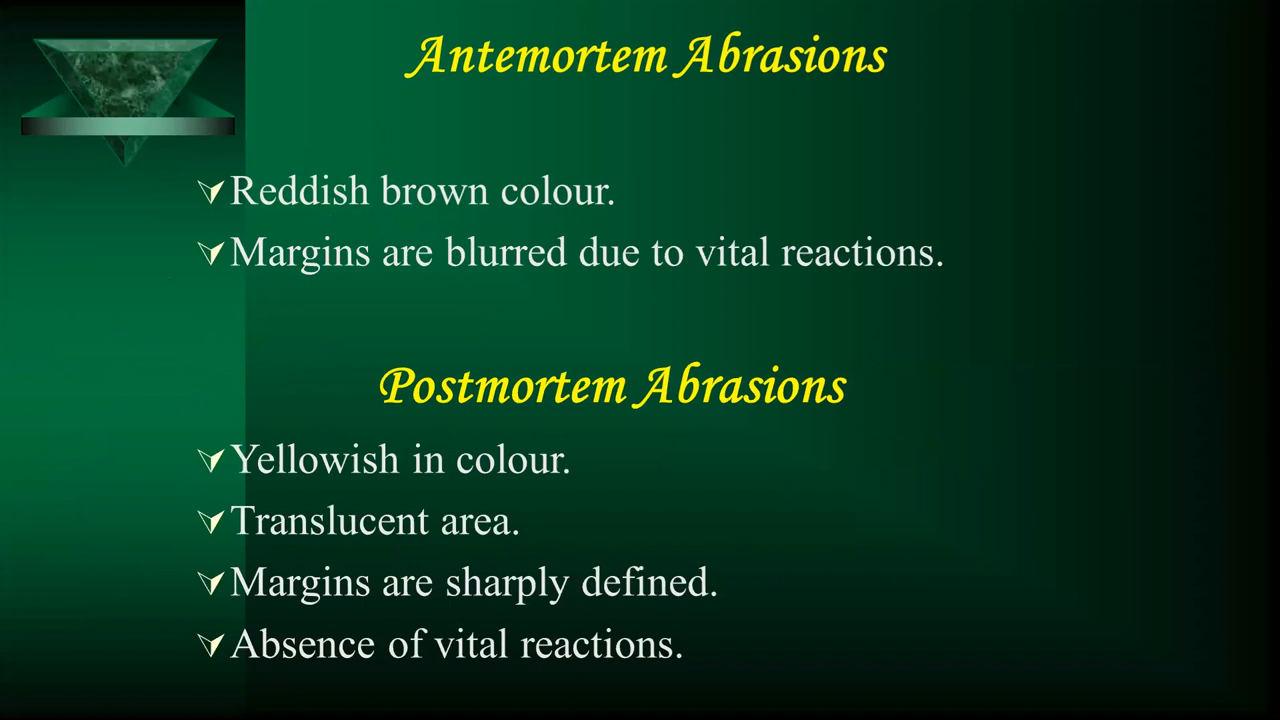 Antemortem Abrasions
Reddish brown colour.
Margins are blurred due to vital reactions.
Postmortem Abrasions
Yellowish in colour.
Translucent area.
Margins are sharply defined.
Absence of vital reactions.